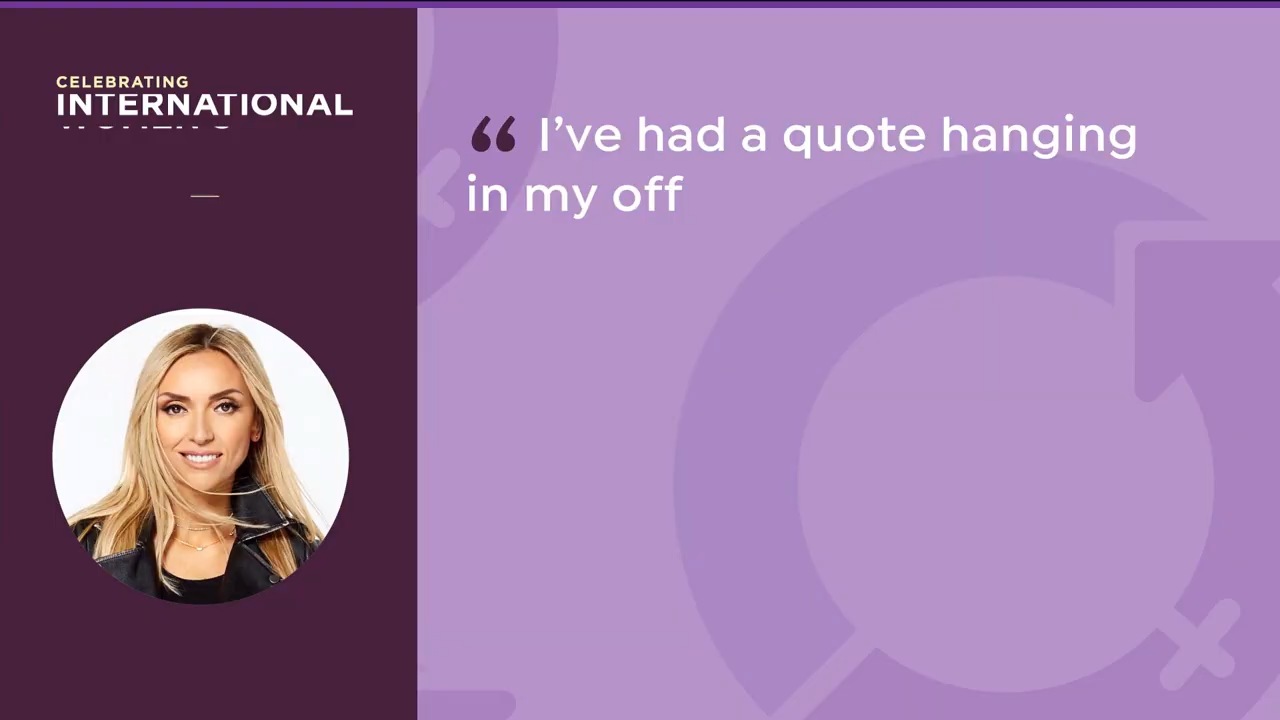 CELEBRATING
INTERNATIONAL
“ I’ve had a quote hanging
in my off